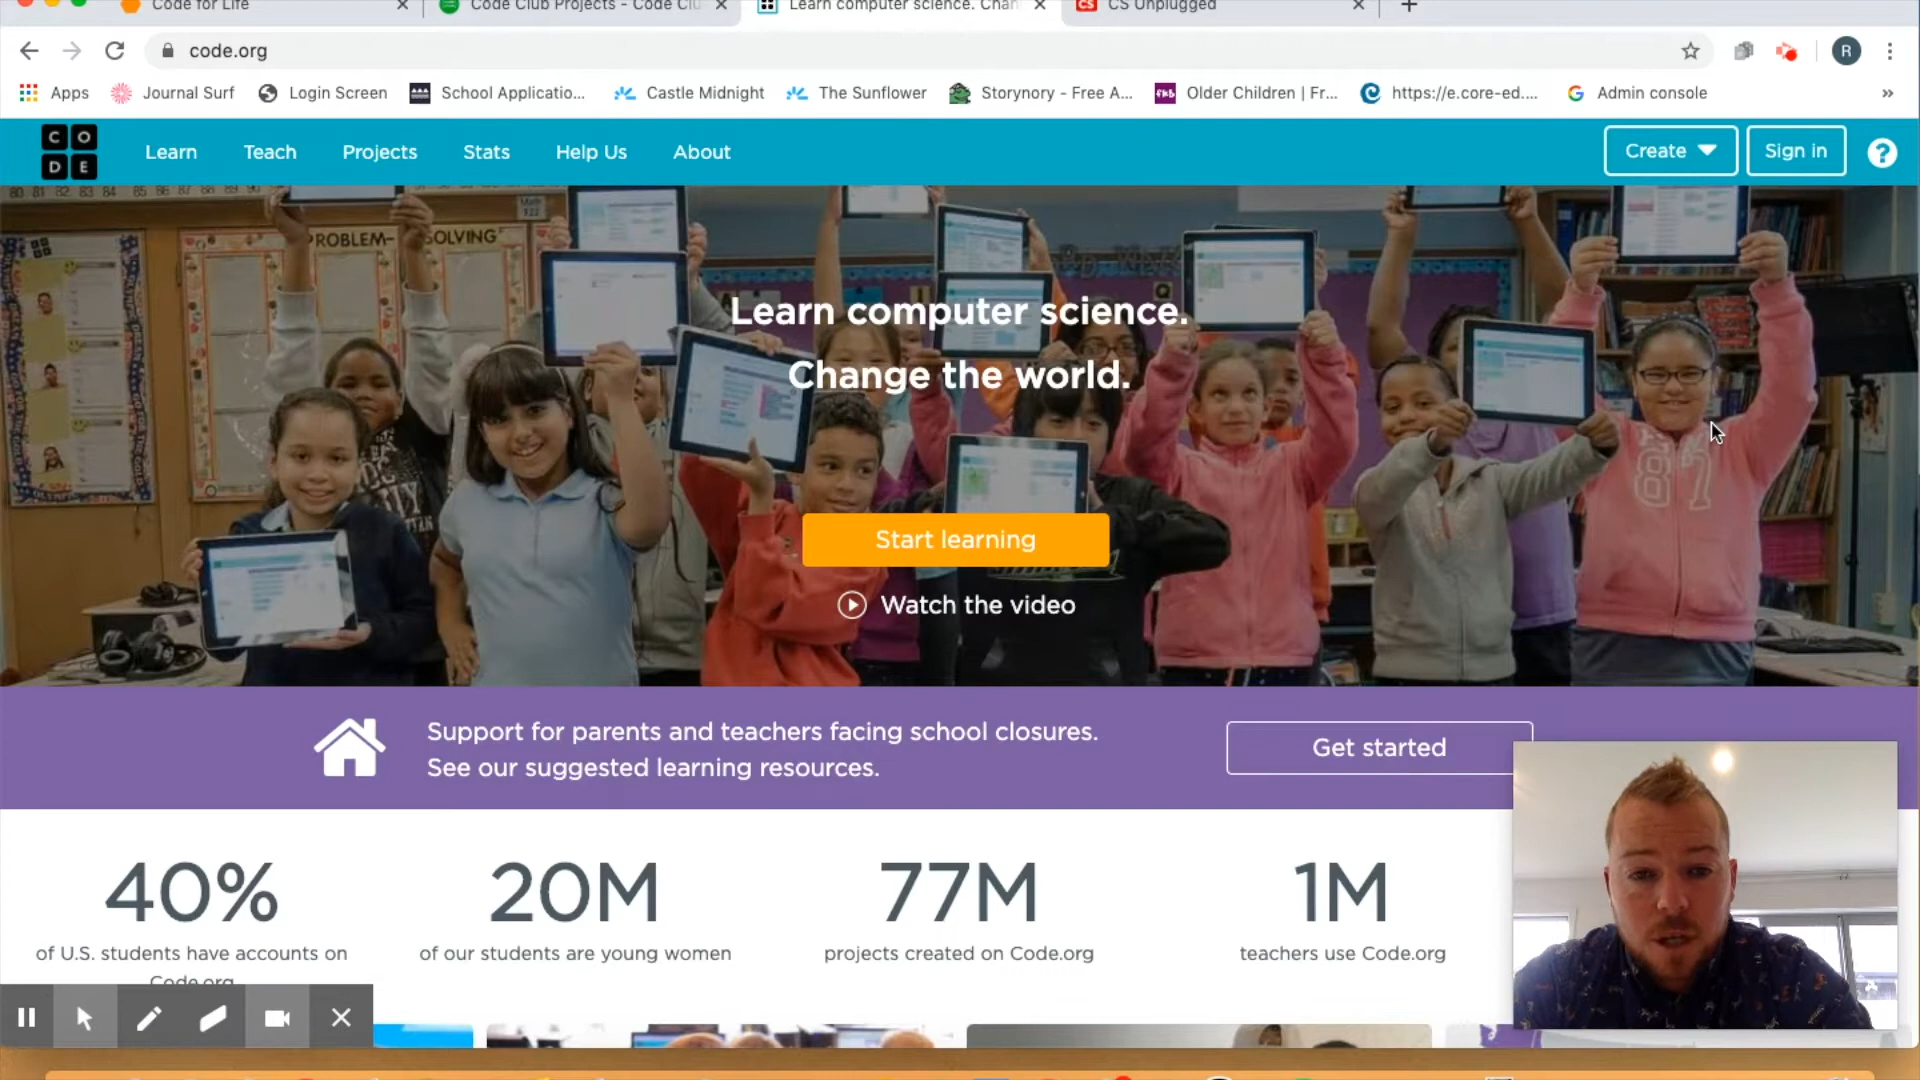 Code for Life
Code Club Projects - Code Clu
Learn computer science. Chan
CS Unplugged
code.org
R
Apps
Journal Surf
Login Screen
School Applicatio...
Castle Midnight
The Sunflower
Storynory - Free A...
Older Children | Fr...
https://e.core-ed....
Admin console
»
C O
D E
Learn
Teach
Projects
Stats
Help Us
About
Create
Sign in
?
PROBLEM-SOLVING
Learn computer science.
Change the world.
87
Start learning
Watch the video
Support for parents and teachers facing school closures.
See our suggested learning resources.
Get started
40%
of U.S. students have accounts on
Code.org
20M
of our students are young women
77M
projects created on Code.org
1M
teachers use Code.org